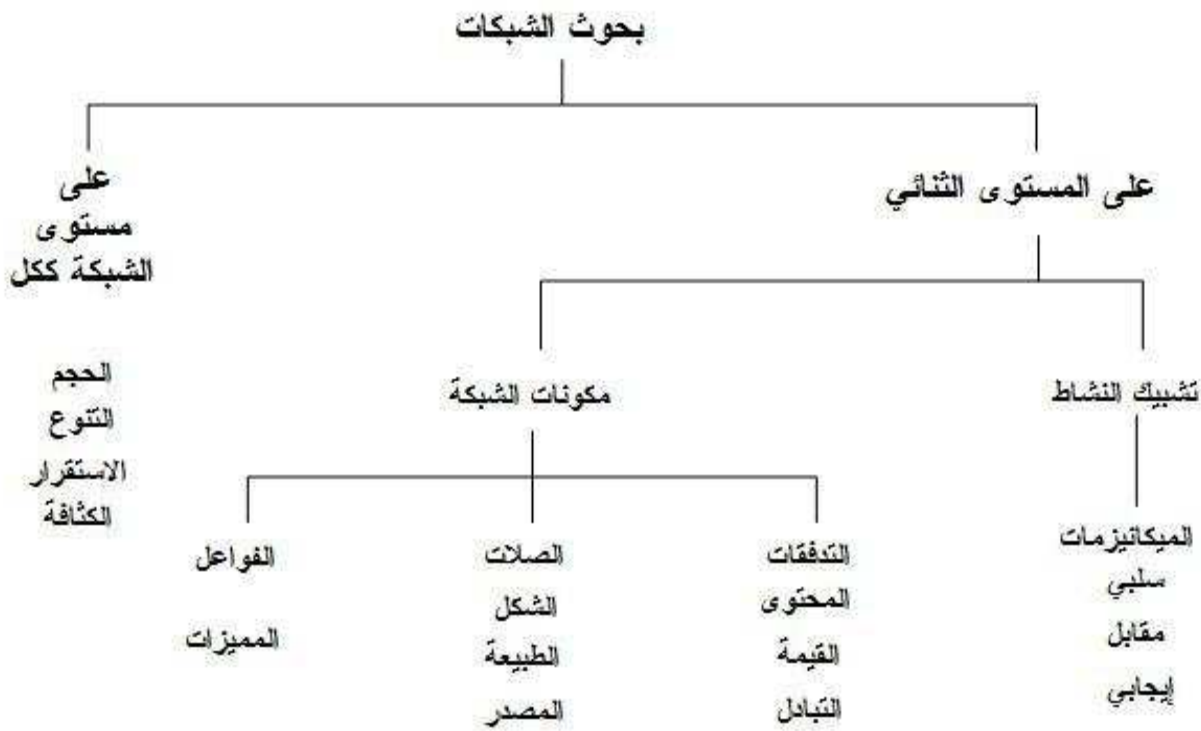 بحوث الشبكات
على المستوى الثنائي
على
مستوى
الشبكة ككل
تشبيك النشاط
مكونات الشبكة
الحجم
التنوع
الاستقرار
الكثافة
الميكانيزمات
سلبي
مقابل
إيجابي
التدفقات
المحتوى
القيمة
التبادل
الصلات
الشكل
الطبيعة
المصدر
الفواعل
المميزات